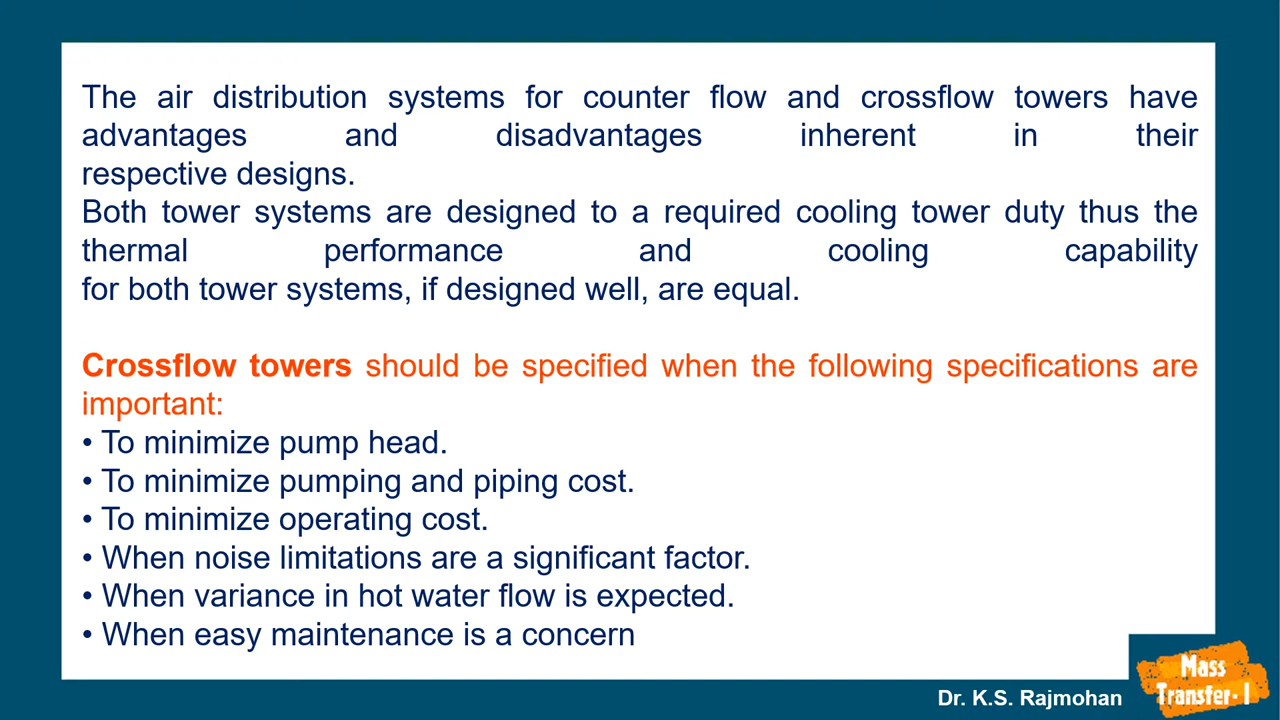 The air distribution systems for counter flow and crossflow towers have
advantages and disadvantages inherent in their
respective designs.
Both tower systems are designed to a required cooling tower duty thus the
thermal performance and cooling capability
for both tower systems, if designed well, are equal.
Crossflow towers should be specified when the following specifications are
important:
• To minimize pump head.
• To minimize pumping and piping cost.
• To minimize operating cost.
• When noise limitations are a significant factor.
• When variance in hot water flow is expected.
• When easy maintenance is a concern
Dr. K.S. Rajmohan
Mass
Transfer- I